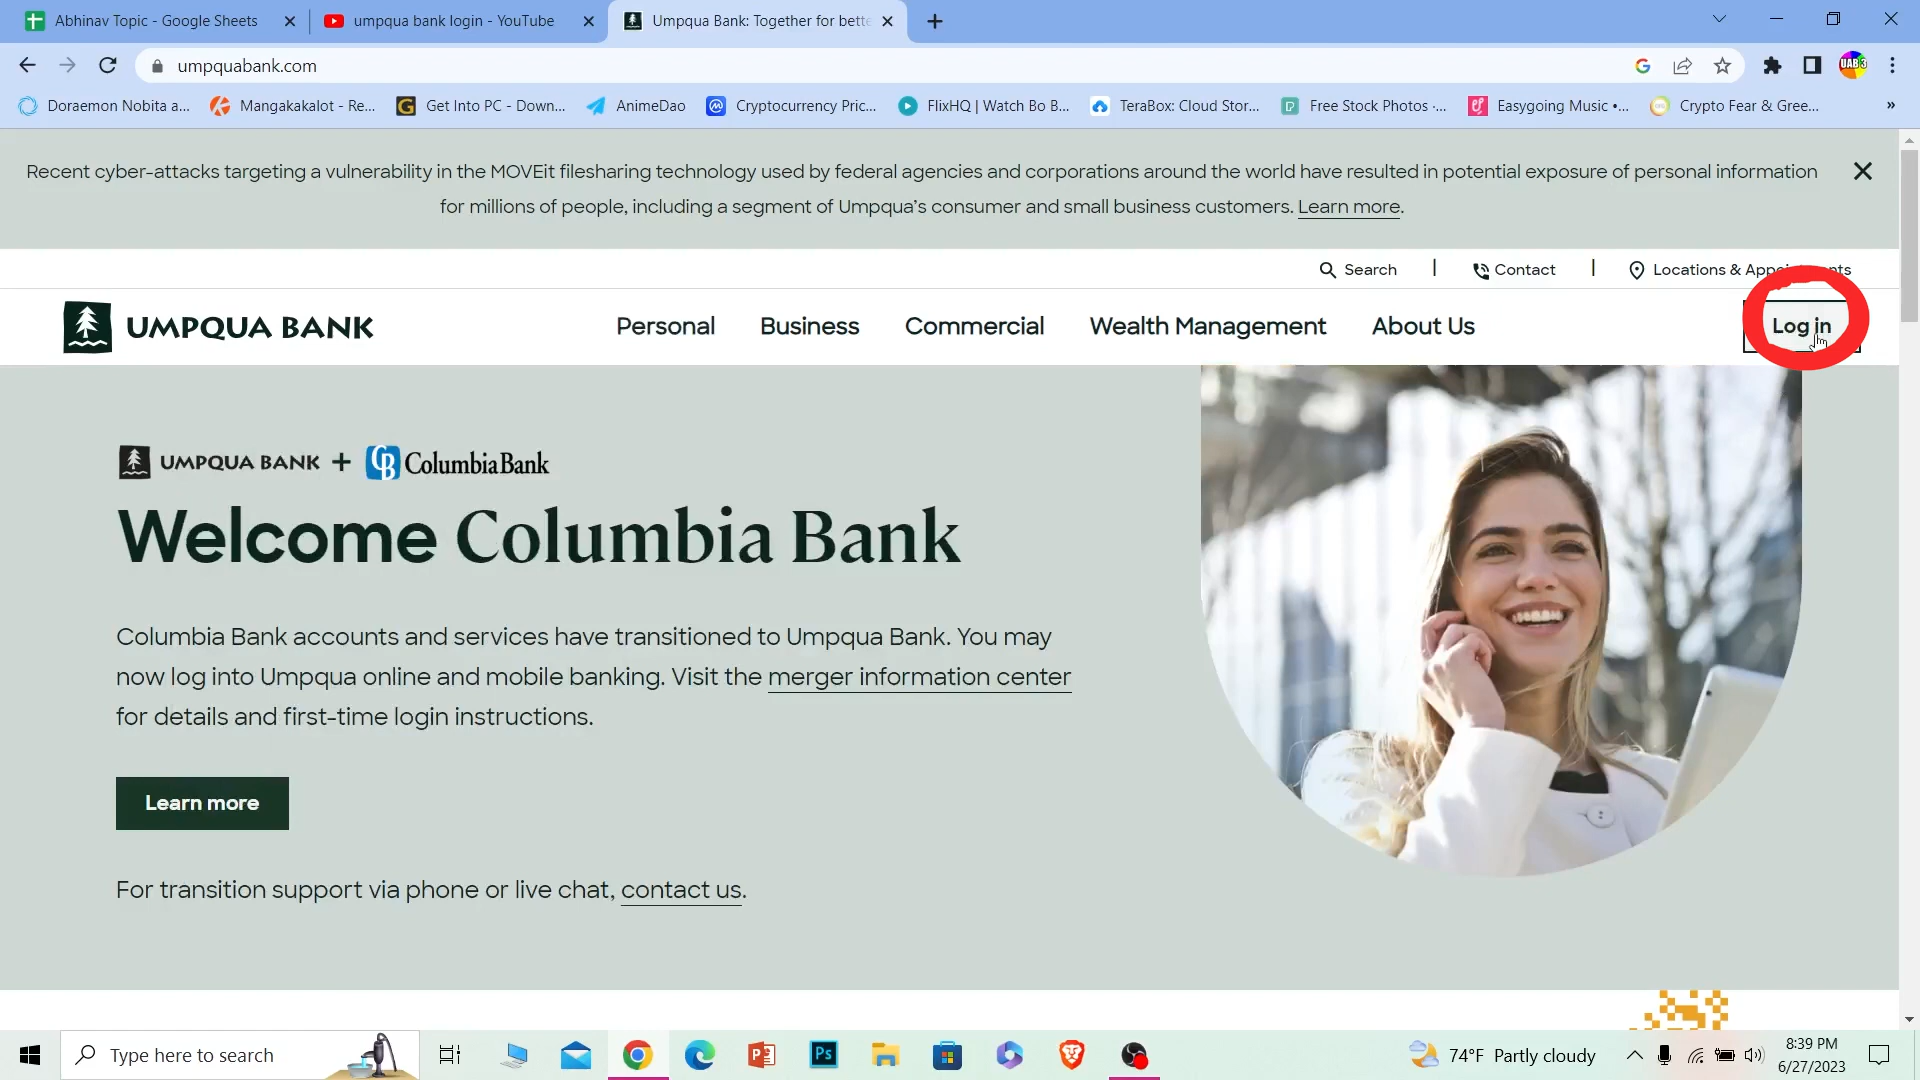 Abhinav Topic - Google Sheets
umpqua bank login - YouTube
Umpqua Bank: Together for bette
umpquabank.com
UAB 3
Doraemon Nobita a...
Mangakakalot - Re...
Get Into PC - Down...
AnimeDao
Cryptocurrency Pric...
FlixHQ | Watch Bo B...
TeraBox: Cloud Stor...
Free Stock Photos ·...
Easygoing Music •...
Crypto Fear & Gree...
»
Recent cyber-attacks targeting a vulnerability in the MOVEit filesharing technology used by federal agencies and corporations around the world have resulted in potential exposure of personal information
for millions of people, including a segment of Umpqua's consumer and small business customers. Learn more.
Search | Contact | Locations & Appointments
UMPQUA BANK
Personal
Business
Commercial
Wealth Management
About Us
Log in
UMPQUA BANK + CB Columbia Bank
Welcome Columbia Bank
Columbia Bank accounts and services have transitioned to Umpqua Bank. You may
now log into Umpqua online and mobile banking. Visit the merger information center
for details and first-time login instructions.
Learn more
For transition support via phone or live chat, contact us.
Type here to search
Ps
74°F Partly cloudy
8:39 PM
6/27/2023